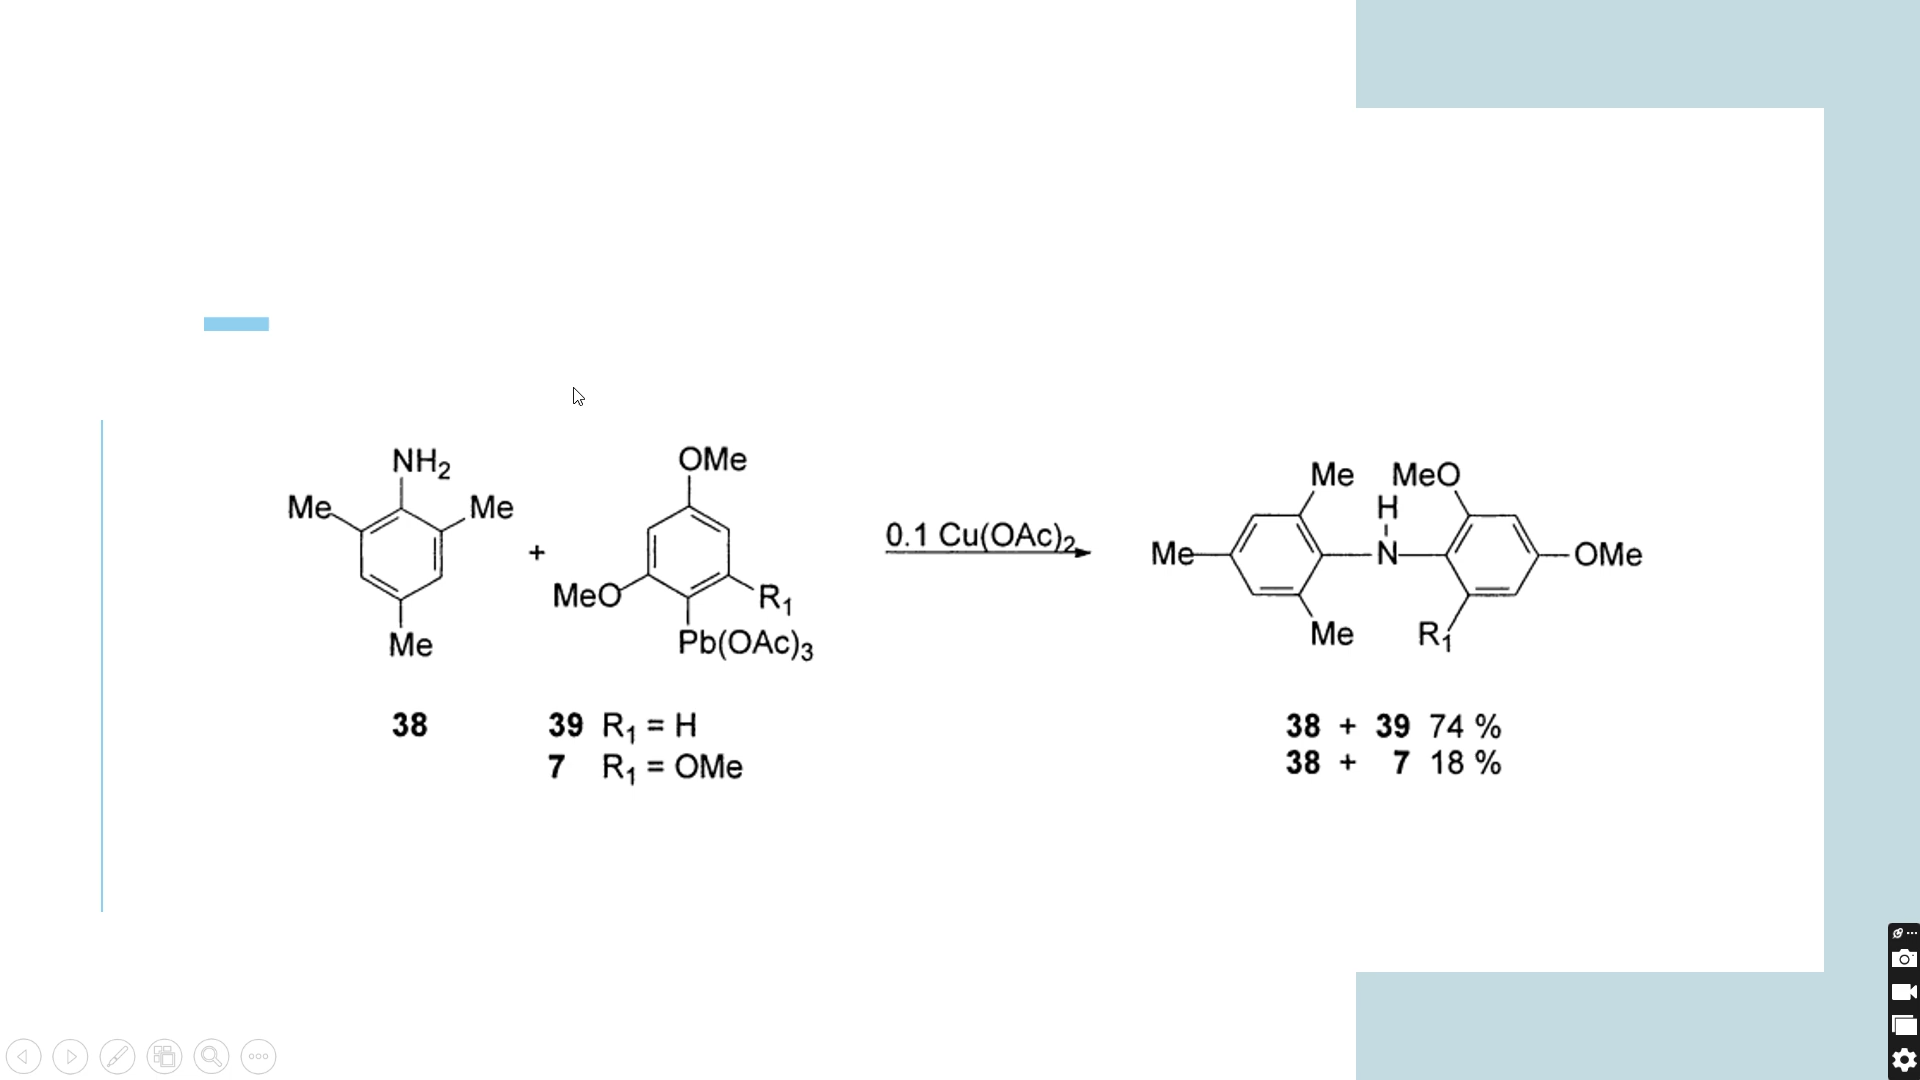 NH2
Me
Me
Me
+
OMe
MeO
R1
Pb(OAc)3
0.1 Cu(OAc)2
Me
MeO
H
Me
N
OMe
Me
R1
38
39 R1 = H
7 R1 = OMe
38 + 39 74 %
38 + 7 18 %